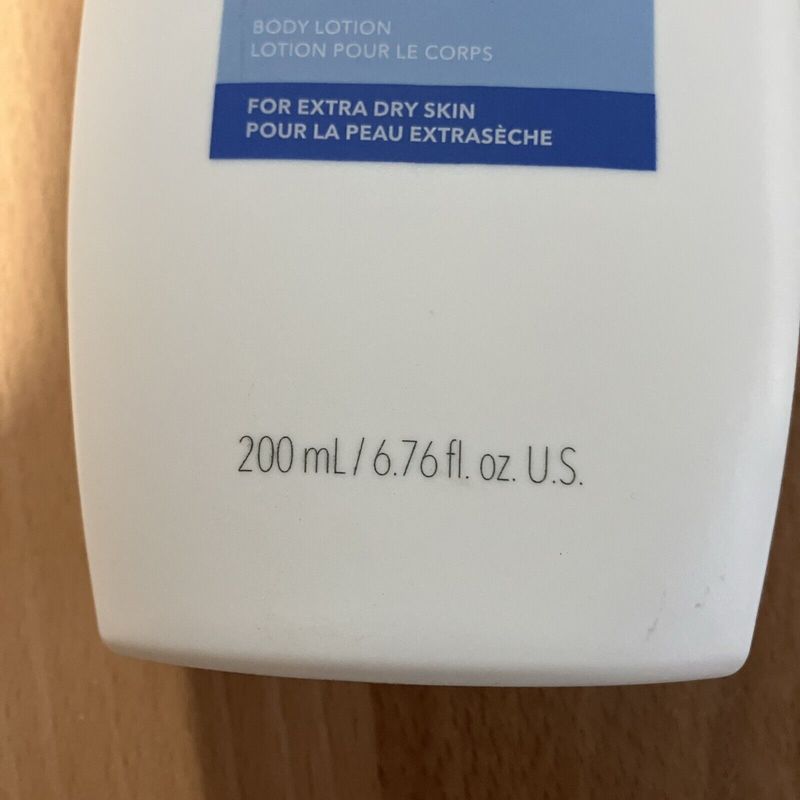 BODY LOTION
LOTION POUR LE CORPS
FOR EXTRA DRY SKIN
POUR LA PEAU EXTRASÈCHE
200 mL / 6.76 fl. oz. U.S.